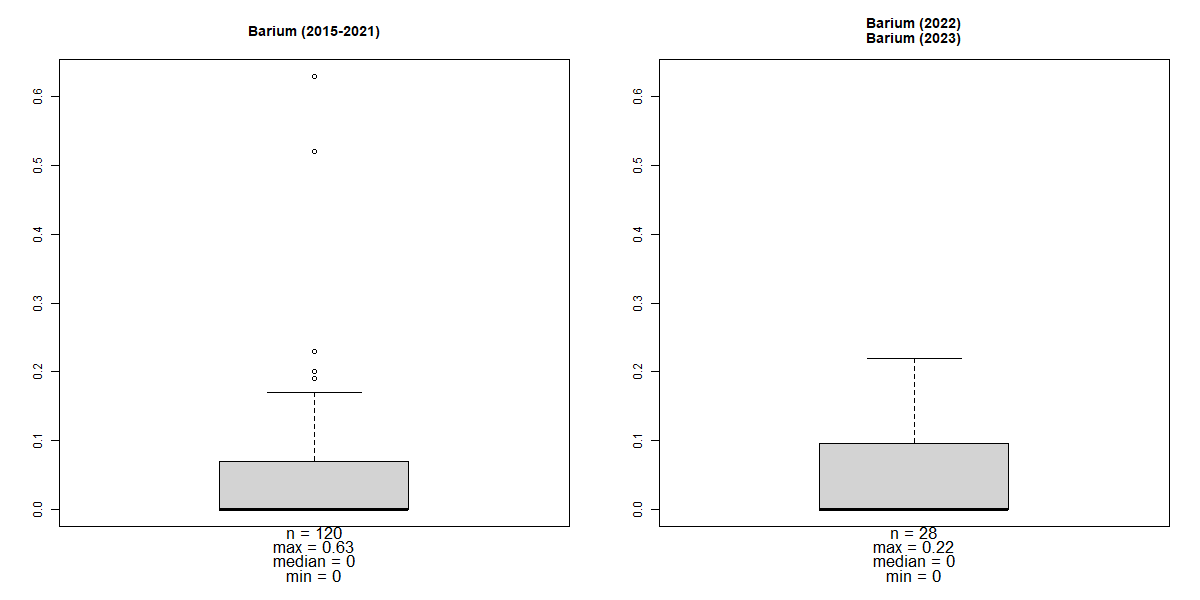 Barium (2015-2021)
0.0 0.1 0.2 0.3 0.4 0.5 0.6
n = 120
max = 0.63
median = 0
min = 0
Barium (2022)
Barium (2023)
0.0 0.1 0.2 0.3 0.4 0.5 0.6
n = 28
max = 0.22
median = 0
min = 0